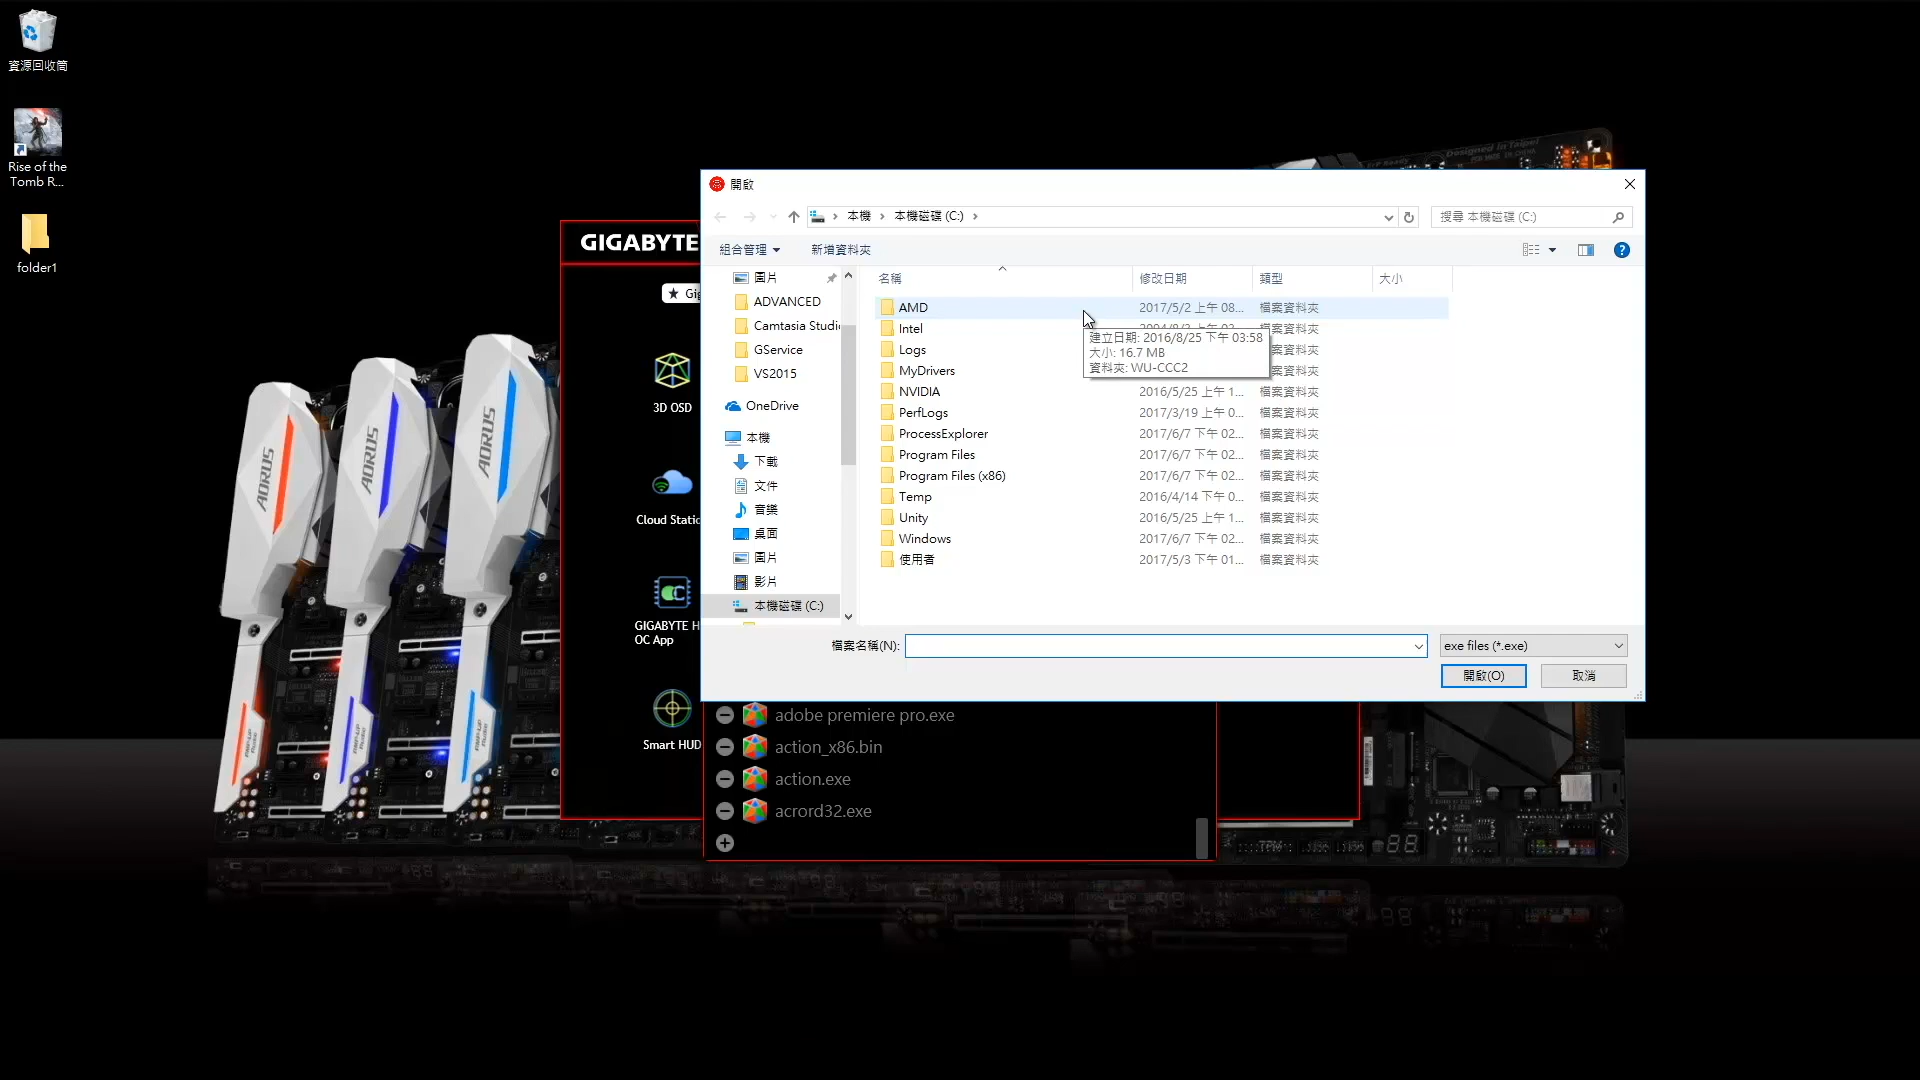 資源回收筒
Rise of the
Tomb R...
folder1
開啟
本機
本機磁碟 (C:)
搜尋 本機磁碟 (C:)
組合管理
新增資料夾
GIGABYTE
Gig
3D OSD
Cloud Static
GIGABYTE H
OC App
Smart HUD
圖片
ADVANCED
Camtasia Studi
GService
VS2015
OneDrive
本機
下載
文件
音樂
桌面
圖片
影片
本機磁碟 (C:)
名稱 修改日期 類型 大小
AMD 2017/5/2 上午 08... 檔案資料夾
Intel 檔案資料夾
Logs 檔案資料夾
MyDrivers 檔案資料夾
NVIDIA 2016/5/25 上午 1... 檔案資料夾
PerfLogs 2017/3/19 上午 0... 檔案資料夾
ProcessExplorer 2017/6/7 下午 02... 檔案資料夾
Program Files 2017/6/7 下午 02... 檔案資料夾
Program Files (x86) 2017/6/7 下午 02... 檔案資料夾
Temp 2016/4/14 下午 0... 檔案資料夾
Unity 2016/5/25 上午 1... 檔案資料夾
Windows 2017/6/7 下午 02... 檔案資料夾
使用者 2017/5/3 下午 01... 檔案資料夾
建立日期: 2016/8/25 下午 03:58
大小: 16.7 MB
資料夾: WU-CCC2
檔案名稱(N):
exe files (*.exe)
開啟(O)
取消
adobe premiere pro.exe
action_x86.bin
action.exe
acrord32.exe
AORUS
AORUS
AORUS
Designed in Taipei